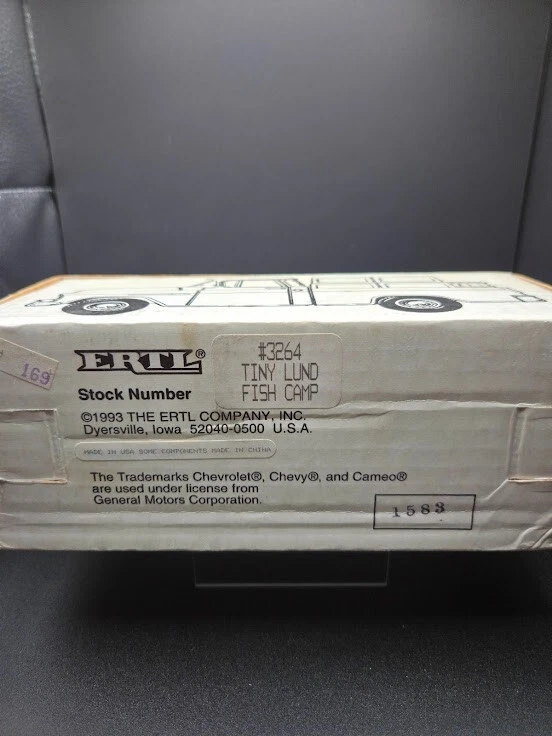 169
ERTL®
Stock Number
#3264
TINY LUND
FISH CAMP
©1993 THE ERTL COMPANY, INC.
Dyersville, Iowa 52040-0500 U.S.A.
MADE IN USA SOME COMPONENTS MADE IN CHINA
The Trademarks Chevrolet®, Chevy®, and Cameo®
are used under license from
General Motors Corporation.
1583